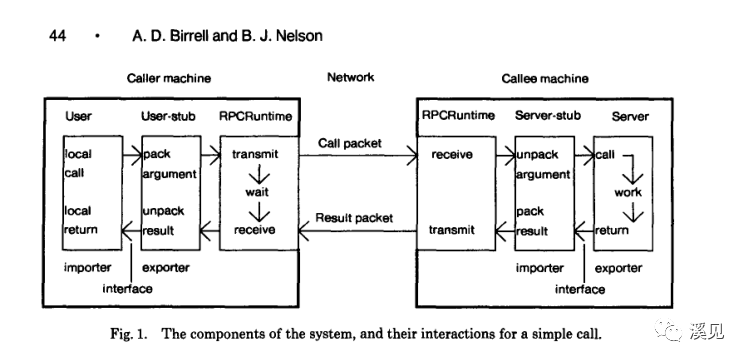 44 • A. D. Birrell and B. J. Nelson
Caller machine Network Callee machine
User User-stub RPCRuntime RPCRuntime Server-stub Server
local pack transmit Call packet receive unpack call
call argument argument
wait work
local unpack Result packet pack
return result receive transmit result return
importer exporter importer exporter
interface interface
Fig. 1. The components of the system, and their interactions for a simple call.
溪见